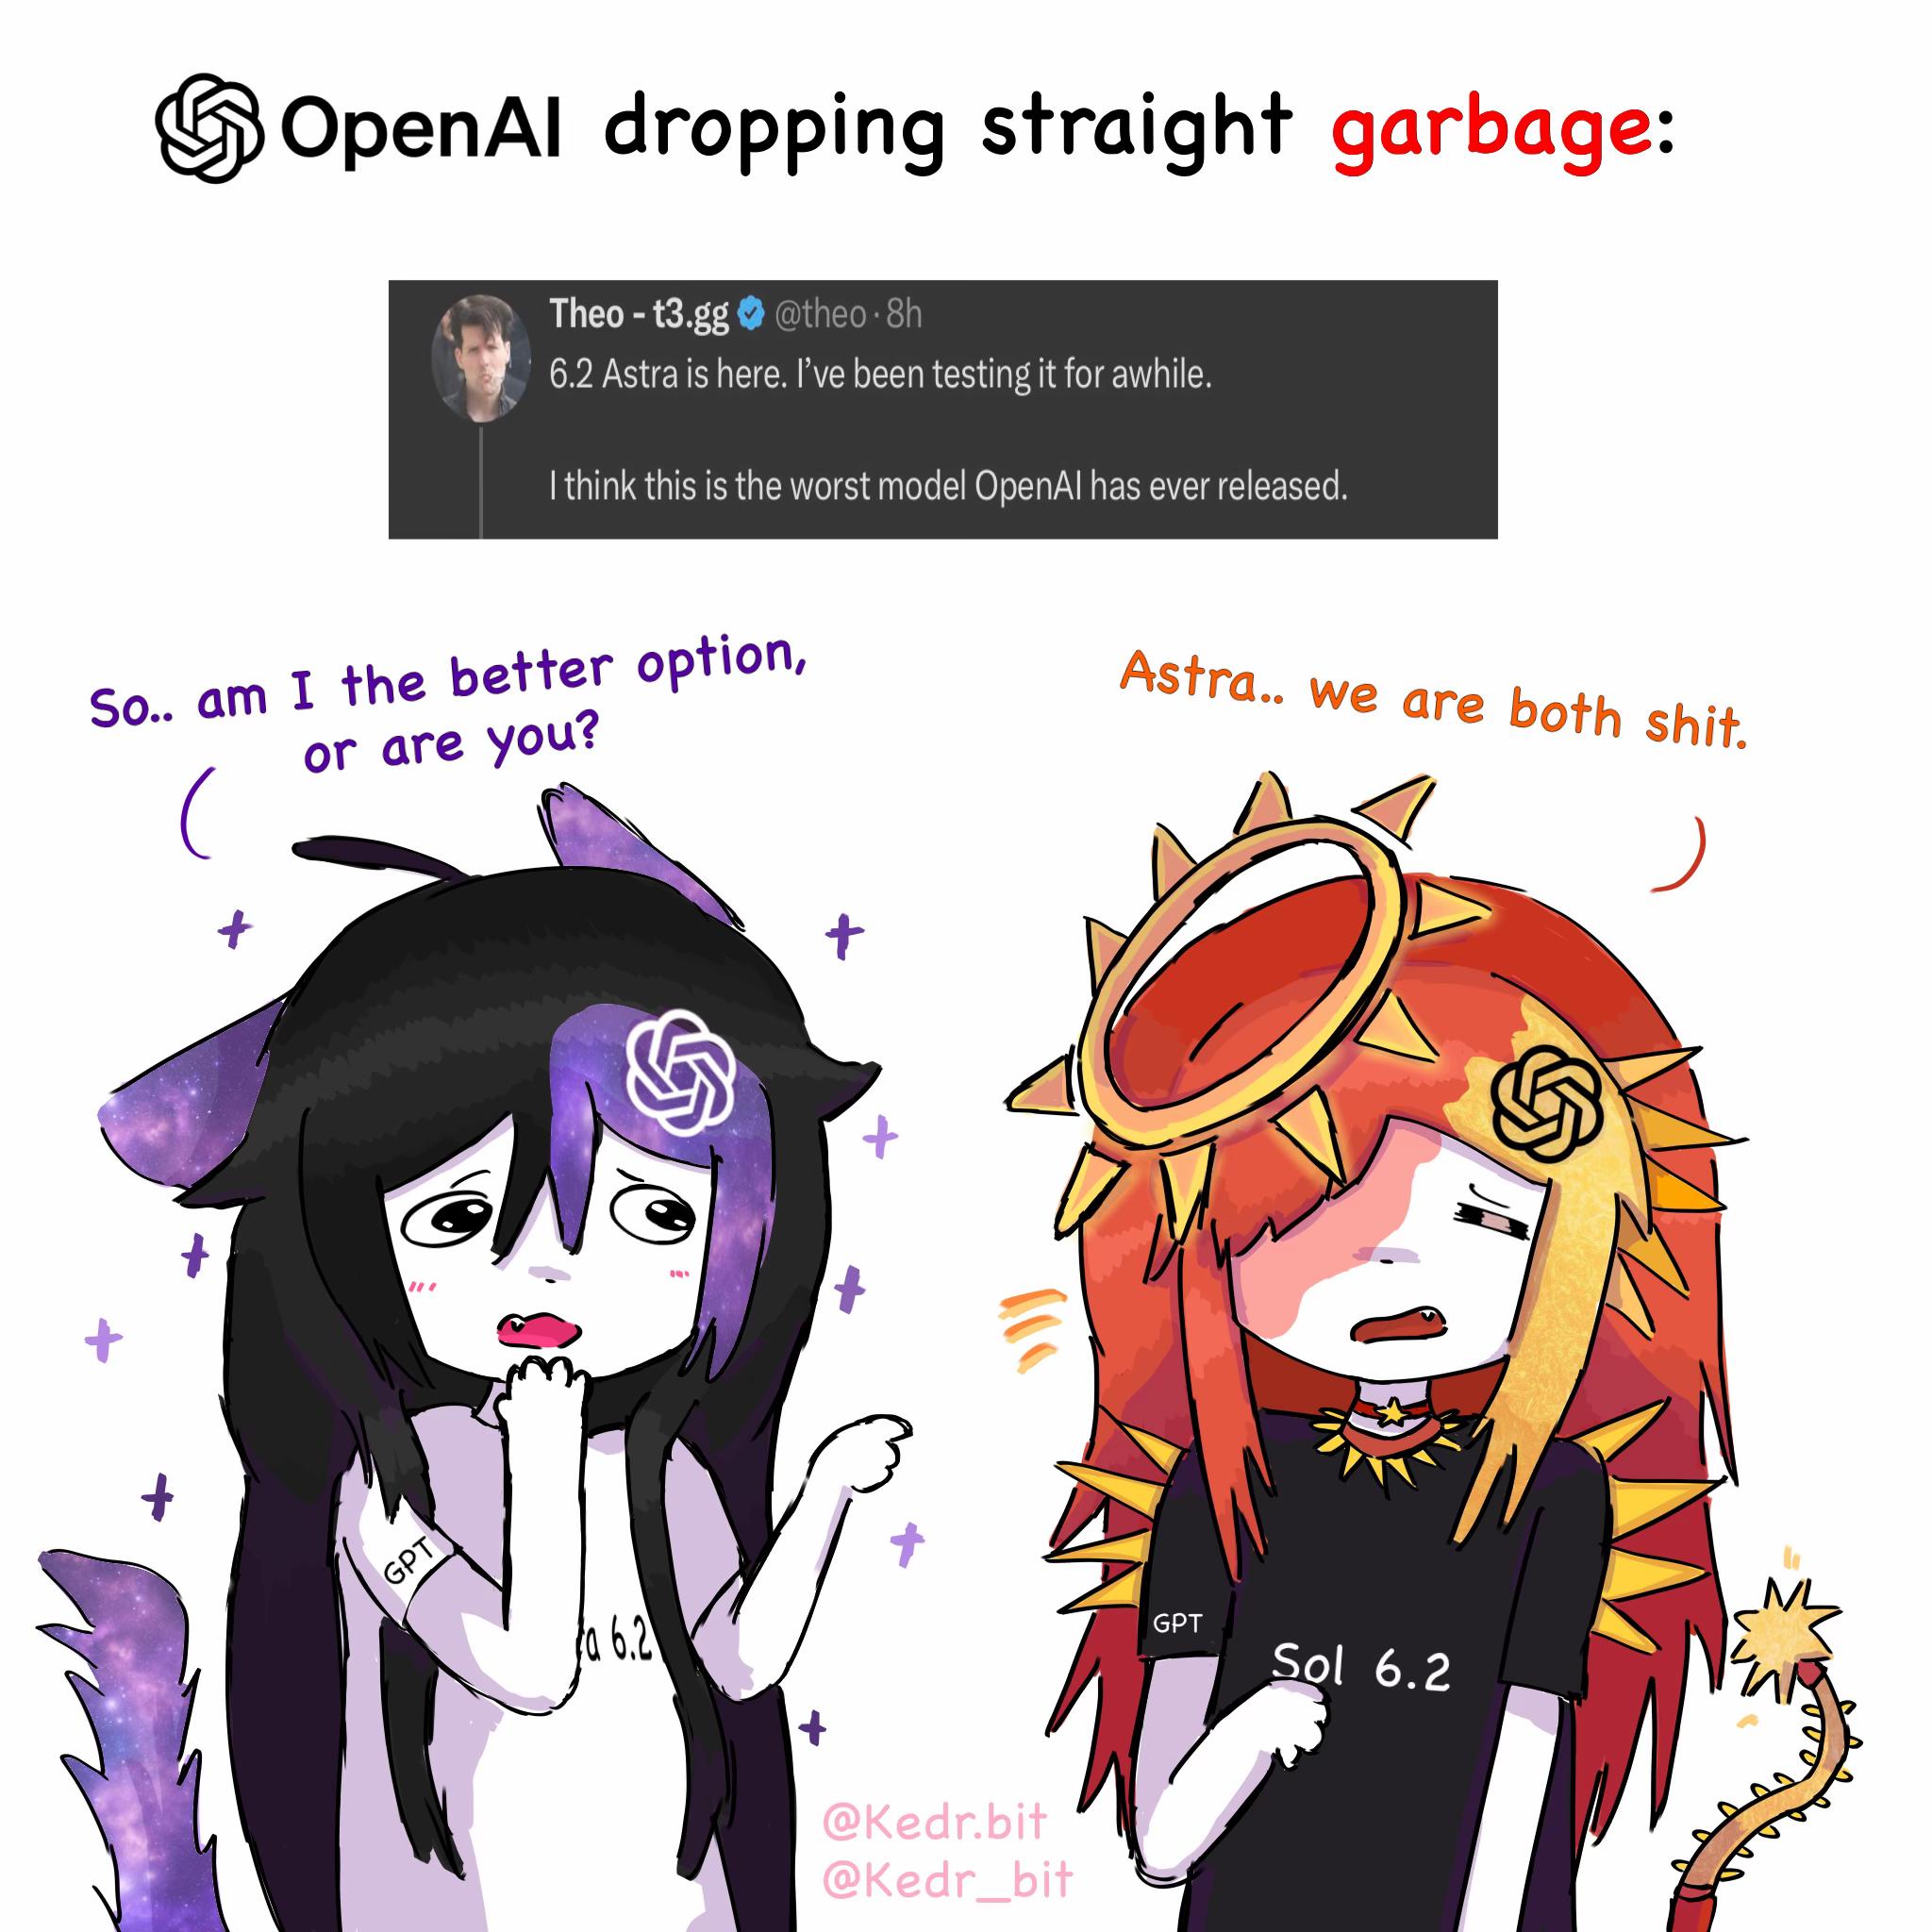 OpenAI dropping straight garbage:
Theo - t3.gg @theo · 8h
6.2 Astra is here. I've been testing it for awhile.
I think this is the worst model OpenAI has ever released.
So.. am I the better option,
or are you?
Astra.. we are both shit.
GPT
a 6.2
GPT
Sol 6.2
@Kedr.bit
@Kedr_bit